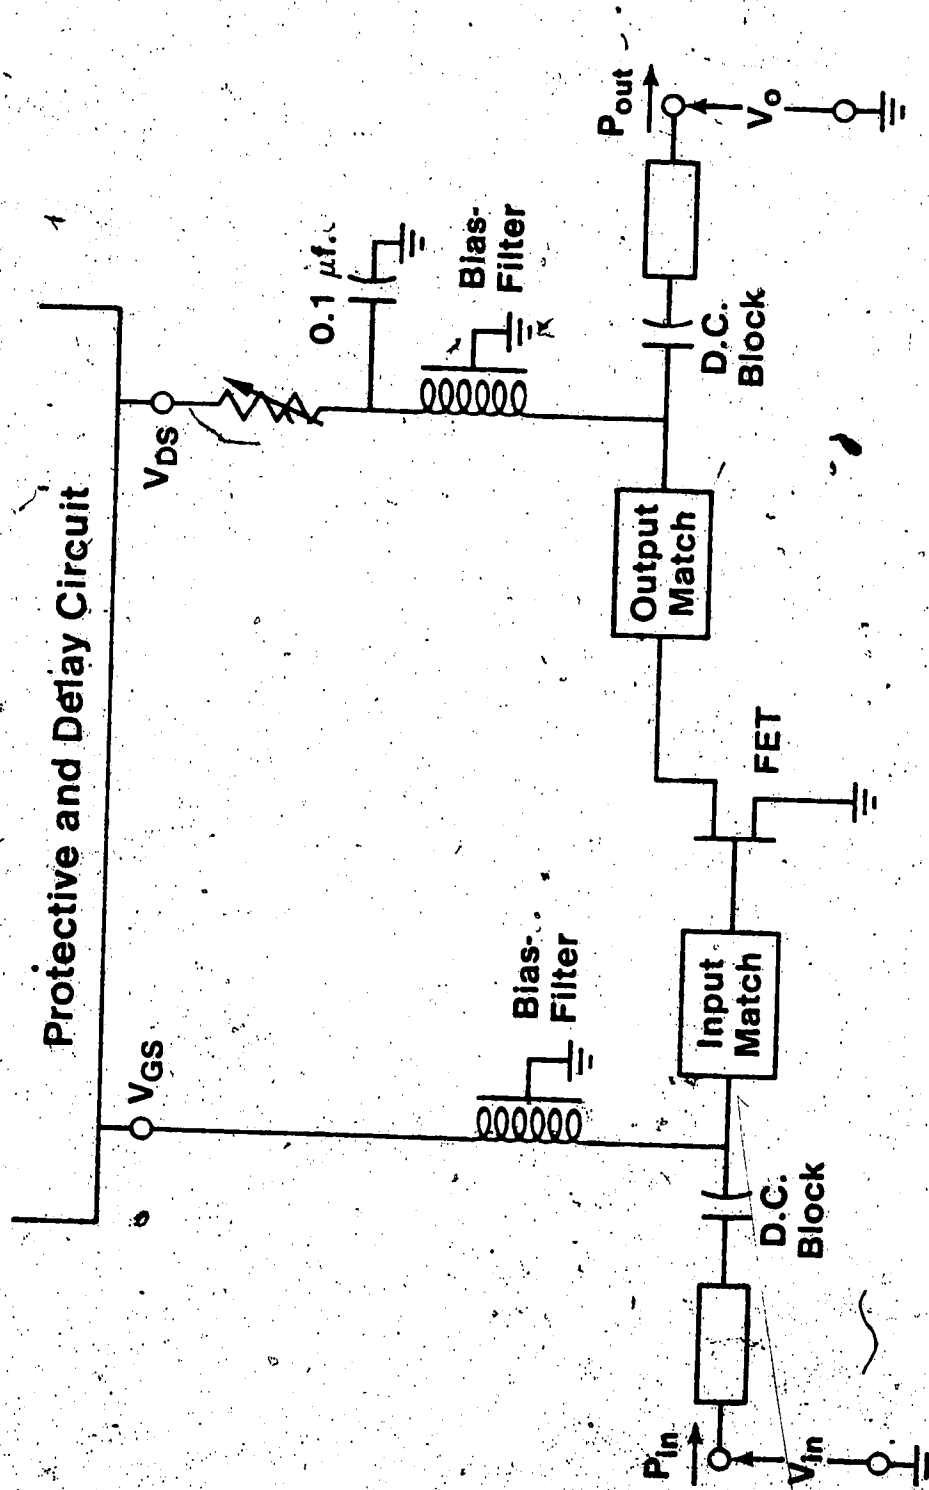 Protective and Delay Circuit
VGS
VDS
0.1 μf.
Bias-
Filter
Bias-
Filter
Pin
Vin
D.C.
Block
Input
Match
FET
Output
Match
D.C.
Block
Pout
Vo